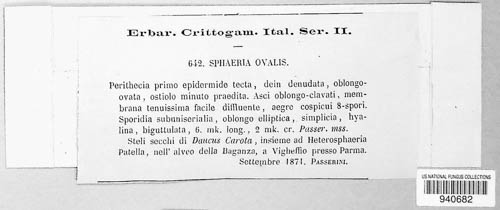 Erbar. Crittogam. Ital. Ser. II.
642. SPHAERIA OVALIS.
Perithecia primo epidermide tecta, dein denudata, oblongo-
ovata, ostiolo minuto praedita. Asci oblongo-clavati, mem-
brana tenuissima facile diffluente, aegre cospicui 8-spori.
Sporidia subuniserialia, oblongo elliptica, simplicia, hya-
lina, biguttulata, 6. mk. long., 2 mk. cr. Passer. mss.
Steli secchi di Dancus Carota, insieme ad Heterosphaeria
Patella, nell'alveo della Baganza, a Vigheffio presso Parma.
Settembre 1871. PASSERINI.
US NATIONAL FUNGUS COLLECTIONS
940682